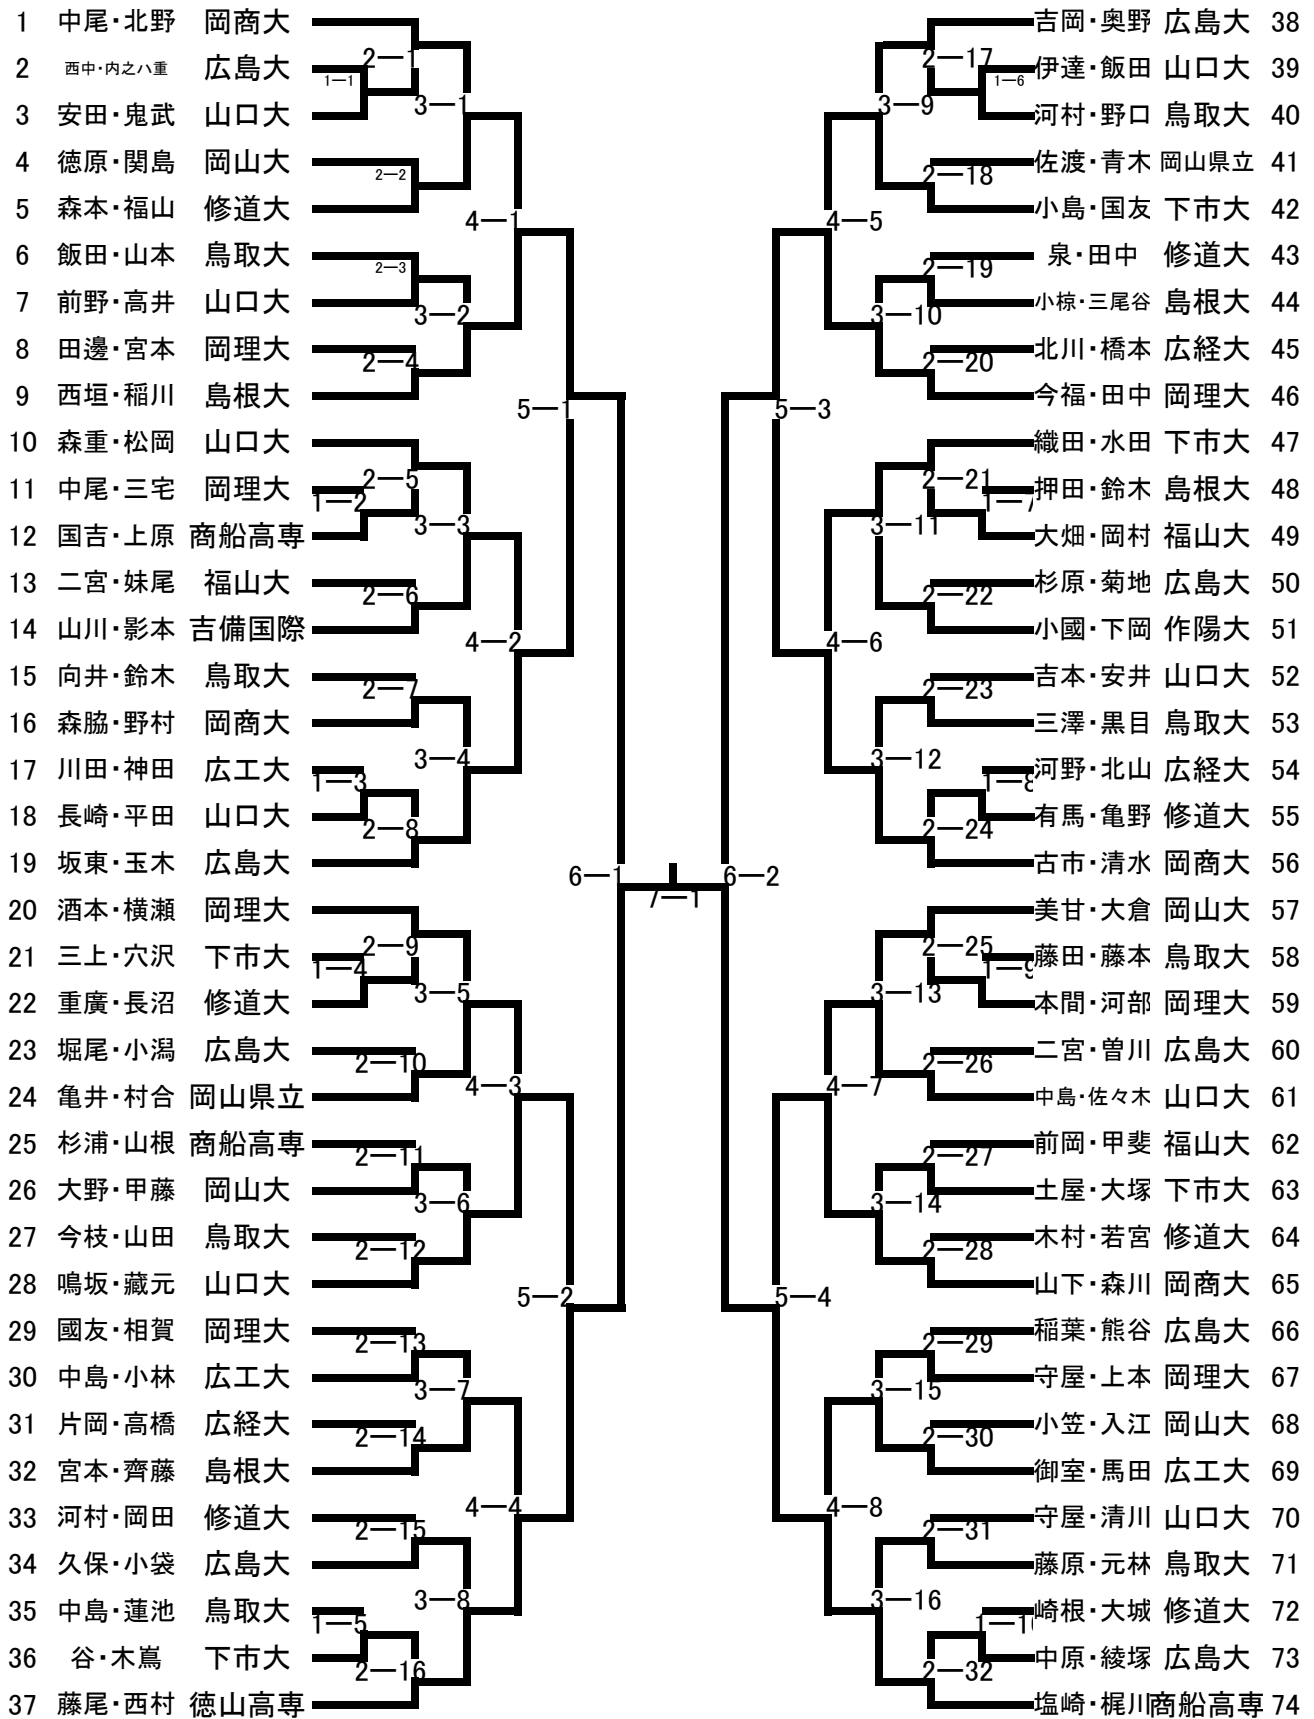 1 中尾・北野 岡商大
2 西中・内之八重 広島大
3 安田・鬼武 山口大
4 徳原・関島 岡山大
5 森本・福山 修道大
6 飯田・山本 鳥取大
7 前野・高井 山口大
8 田邊・宮本 岡理大
9 西垣・稲川 島根大
10 森重・松岡 山口大
11 中尾・三宅 岡理大
12 国吉・上原 商船高専
13 二宮・妹尾 福山大
14 山川・影本 吉備国際
15 向井・鈴木 鳥取大
16 森脇・野村 岡商大
17 川田・神田 広工大
18 長崎・平田 山口大
19 坂東・玉木 広島大
20 酒本・横瀬 岡理大
21 三上・穴沢 下市大
22 重廣・長沼 修道大
23 堀尾・小潟 広島大
24 亀井・村合 岡山県立
25 杉浦・山根 商船高専
26 大野・甲藤 岡山大
27 今枝・山田 鳥取大
28 鳴坂・藏元 山口大
29 國友・相賀 岡理大
30 中島・小林 広工大
31 片岡・高橋 広経大
32 宮本・齊藤 島根大
33 河村・岡田 修道大
34 久保・小袋 広島大
35 中島・蓮池 鳥取大
36 谷・木嶌 下市大
37 藤尾・西村 徳山高専
1―1
1―2
1―3
1―4
1―5
2―1
2―2
2―3
2―4
2―5
2―6
2―7
2―8
2―9
2―10
2―11
2―12
2―13
2―14
2―15
2―16
3―1
3―2
3―3
3―4
3―5
3―6
3―7
3―8
4―1
4―2
4―3
4―4
5―1
5―2
6―1
7―1
6―2
5―3
5―4
4―5
4―6
4―7
4―8
3―9
3―10
3―11
3―12
3―13
3―14
3―15
3―16
2―17
2―18
2―19
2―20
2―21
2―22
2―23
2―24
2―25
2―26
2―27
2―28
2―29
2―30
2―31
2―32
1―6
1―7
1―8
1―9
1―1
吉岡・奥野 広島大 38
伊達・飯田 山口大 39
河村・野口 鳥取大 40
佐渡・青木 岡山県立 41
小島・国友 下市大 42
泉・田中 修道大 43
小椋・三尾谷 島根大 44
北川・橋本 広経大 45
今福・田中 岡理大 46
織田・水田 下市大 47
押田・鈴木 島根大 48
大畑・岡村 福山大 49
杉原・菊地 広島大 50
小國・下岡 作陽大 51
吉本・安井 山口大 52
三澤・黒目 鳥取大 53
河野・北山 広経大 54
有馬・亀野 修道大 55
古市・清水 岡商大 56
美甘・大倉 岡山大 57
藤田・藤本 鳥取大 58
本間・河部 岡理大 59
二宮・曽川 広島大 60
中島・佐々木 山口大 61
前岡・甲斐 福山大 62
土屋・大塚 下市大 63
木村・若宮 修道大 64
山下・森川 岡商大 65
稲葉・熊谷 広島大 66
守屋・上本 岡理大 67
小笠・入江 岡山大 68
御室・馬田 広工大 69
守屋・清川 山口大 70
藤原・元林 鳥取大 71
崎根・大城 修道大 72
中原・綾塚 広島大 73
塩崎・梶川 商船高専 74